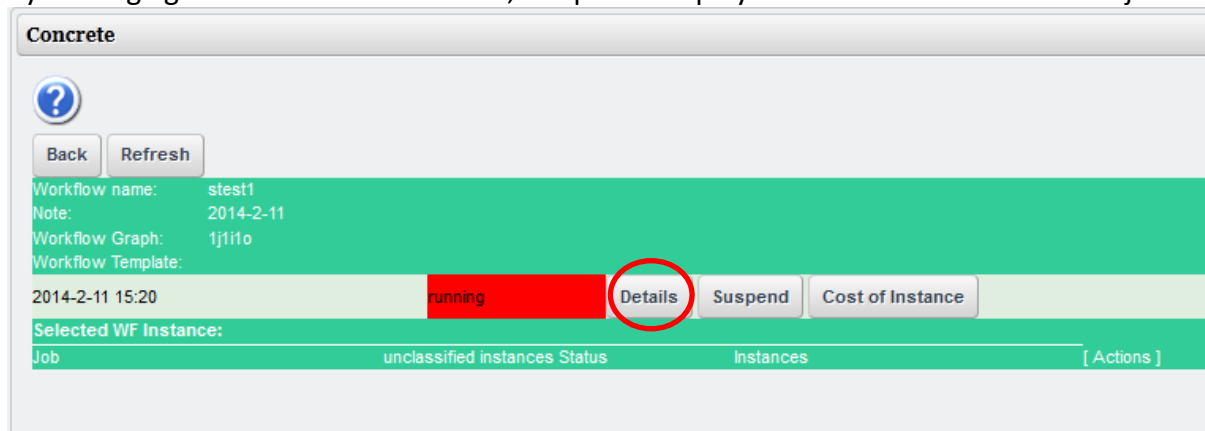 Concrete
?
Back Refresh
Workflow name: stest1
Note: 2014-2-11
Workflow Graph: 1j1i1o
Workflow Template:
2014-2-11 15:20 running Details Suspend Cost of Instance
Selected WF Instance:
Job unclassified instances Status Instances [ Actions ]